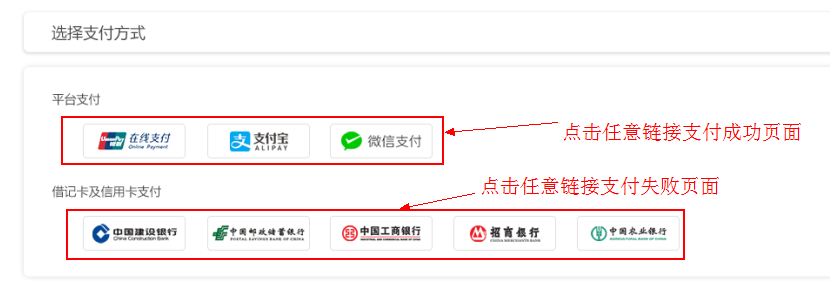 选择支付方式
平台支付
UnionPay 银联 在线支付 Online Payment
支 支付宝 ALIPAY
微信支付
点击任意链接支付成功页面
借记卡及信用卡支付
点击任意链接支付失败页面
中国建设银行 China Construction Bank
中国邮政储蓄银行 POSTAL SAVINGS BANK OF CHINA
中国工商银行 INDUSTRIAL AND COMMERCIAL BANK OF CHINA
招商银行 CHINA MERCHANTS BANK
中国农业银行 AGRICULTURAL BANK OF CHINA